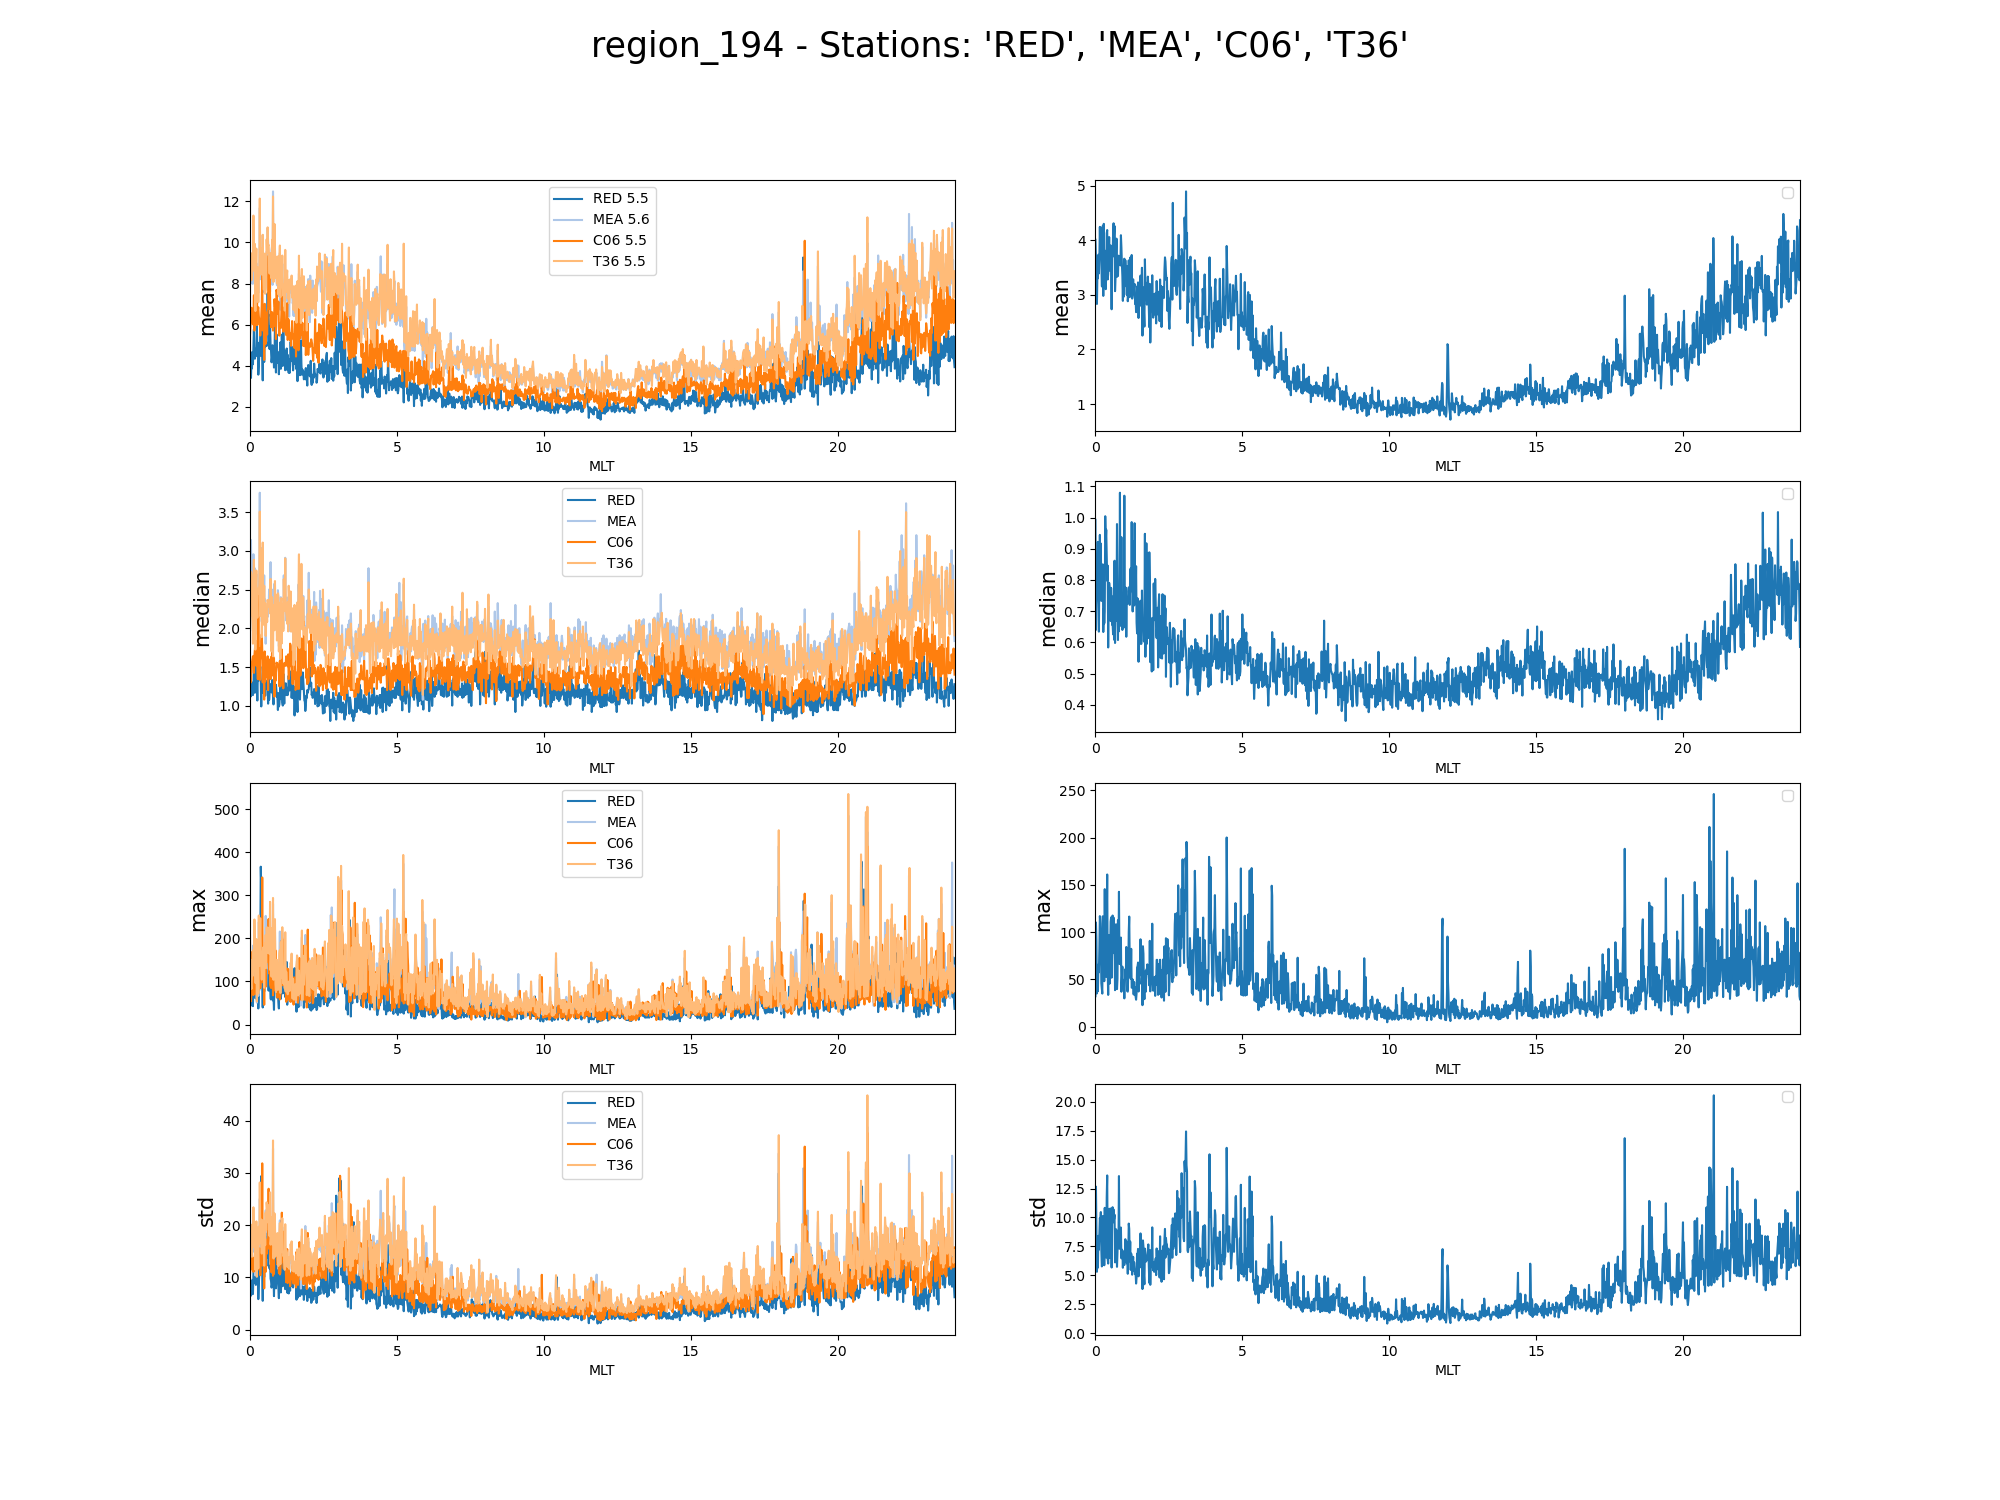 region_194 - Stations: 'RED', 'MEA', 'C06', 'T36'
mean
12
10
8
6
4
2
RED 5.5
MEA 5.6
C06 5.5
T36 5.5
0 5 10 15 20
MLT
mean
5
4
3
2
1
0 5 10 15 20
MLT
median
3.5
3.0
2.5
2.0
1.5
1.0
RED
MEA
C06
T36
0 5 10 15 20
MLT
median
1.1
1.0
0.9
0.8
0.7
0.6
0.5
0.4
0 5 10 15 20
MLT
max
500
400
300
200
100
0
RED
MEA
C06
T36
0 5 10 15 20
MLT
max
250
200
150
100
50
0
0 5 10 15 20
MLT
std
40
30
20
10
0
RED
MEA
C06
T36
0 5 10 15 20
MLT
std
20.0
17.5
15.0
12.5
10.0
7.5
5.0
2.5
0.0
0 5 10 15 20
MLT